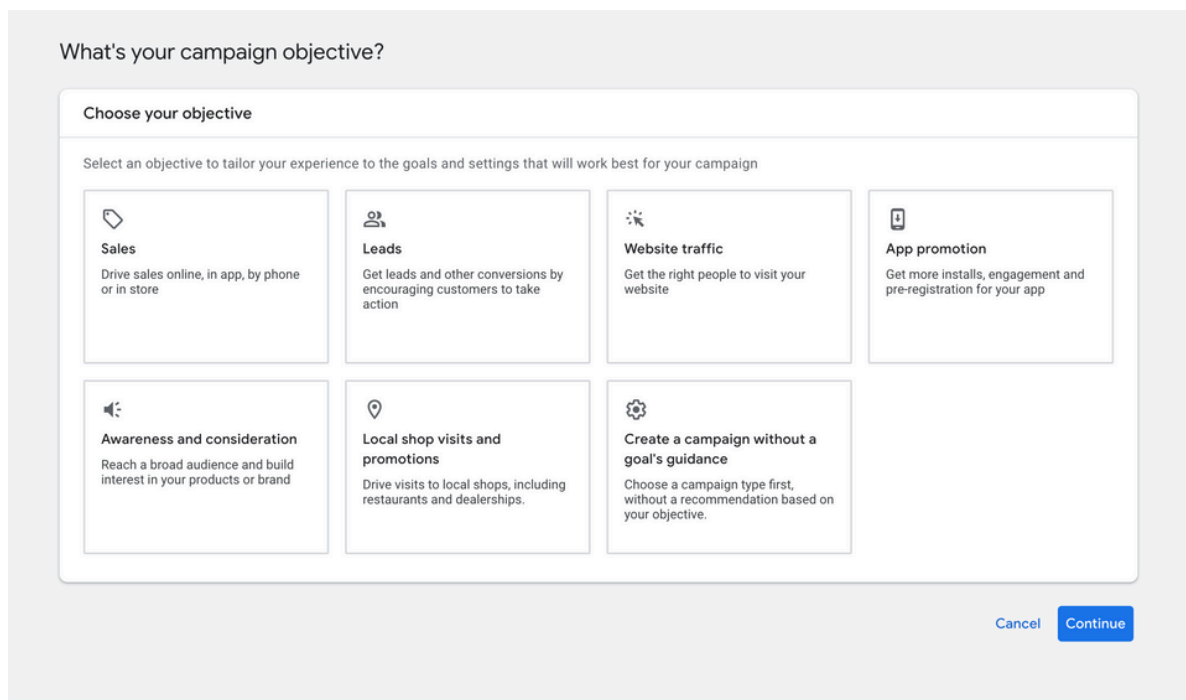 What's your campaign objective?
Choose your objective
Select an objective to tailor your experience to the goals and settings that will work best for your campaign
Sales
Drive sales online, in app, by phone
or in store
Leads
Get leads and other conversions by
encouraging customers to take
action
Website traffic
Get the right people to visit your
website
App promotion
Get more installs, engagement and
pre-registration for your app
Awareness and consideration
Reach a broad audience and build
interest in your products or brand
Local shop visits and
promotions
Drive visits to local shops, including
restaurants and dealerships.
Create a campaign without a
goal's guidance
Choose a campaign type first,
without a recommendation based on
your objective.
Cancel
Continue